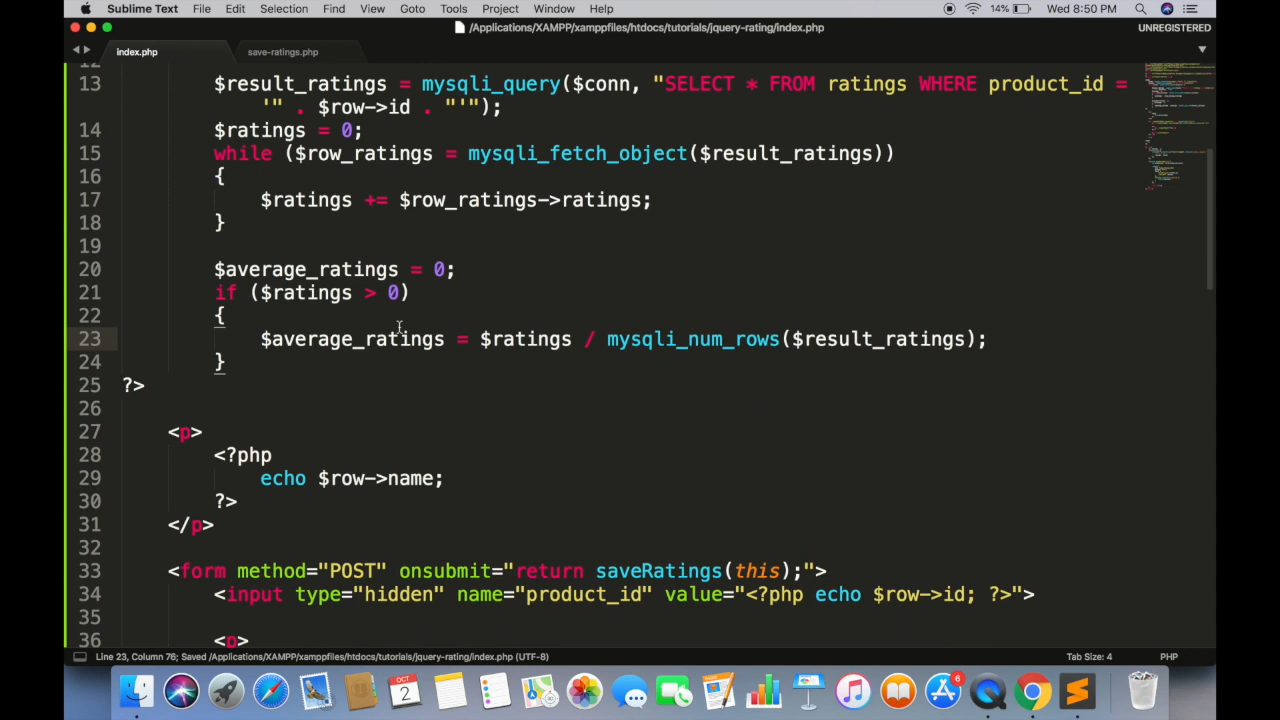 Sublime Text File Edit Selection Find View Goto Tools Project Window Help 14% Wed 8:50 PM
/Applications/XAMPP/xamppfiles/htdocs/tutorials/jquery-rating/index.php UNREGISTERED
index.php save-ratings.php
12
13 $result_ratings = mysqli_query($conn, "SELECT * FROM ratings WHERE product_id =
'" . $row->id . "'");
14 $ratings = 0;
15 while ($row_ratings = mysqli_fetch_object($result_ratings))
16 {
17 $ratings += $row_ratings->ratings;
18 }
19
20 $average_ratings = 0;
21 if ($ratings > 0)
22 {
23 $average_ratings = $ratings / mysqli_num_rows($result_ratings);
24 }
25 ?>
26
27 <p>
28 <?php
29 echo $row->name;
30 ?>
31 </p>
32
33 <form method="POST" onsubmit="return saveRatings(this);">
34 <input type="hidden" name="product_id" value="<?php echo $row->id; ?>">
35
36 <p>
Line 23, Column 76; Saved /Applications/XAMPP/xamppfiles/htdocs/tutorials/jquery-rating/index.php (UTF-8) Tab Size: 4 PHP
OCT
2
6